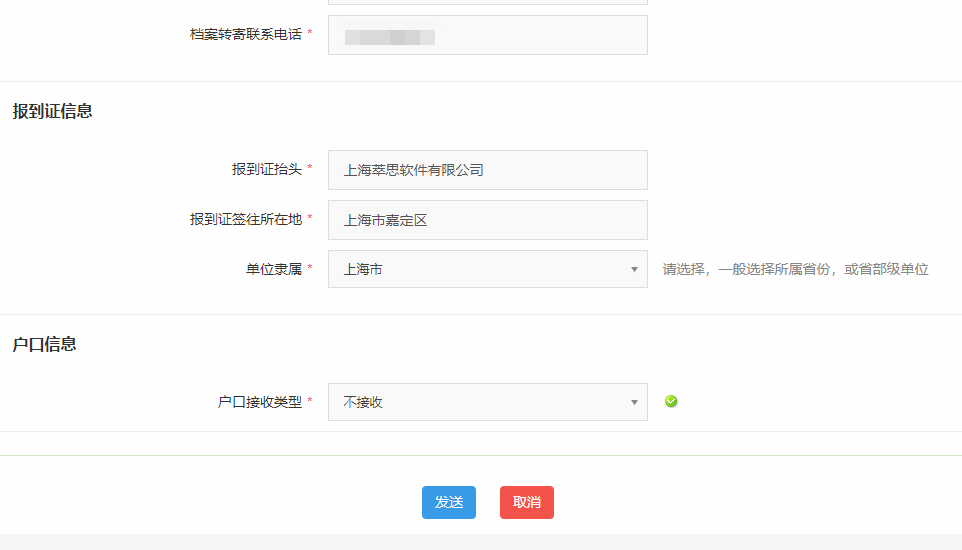 档案转寄联系电话 *
报到证信息
报到证抬头 * 上海萃思软件有限公司
报到证签往所在地 * 上海市嘉定区
单位隶属 * 上海市 请选择，一般选择所属省份，或省部级单位
户口信息
户口接收类型 * 不接收
发送 取消